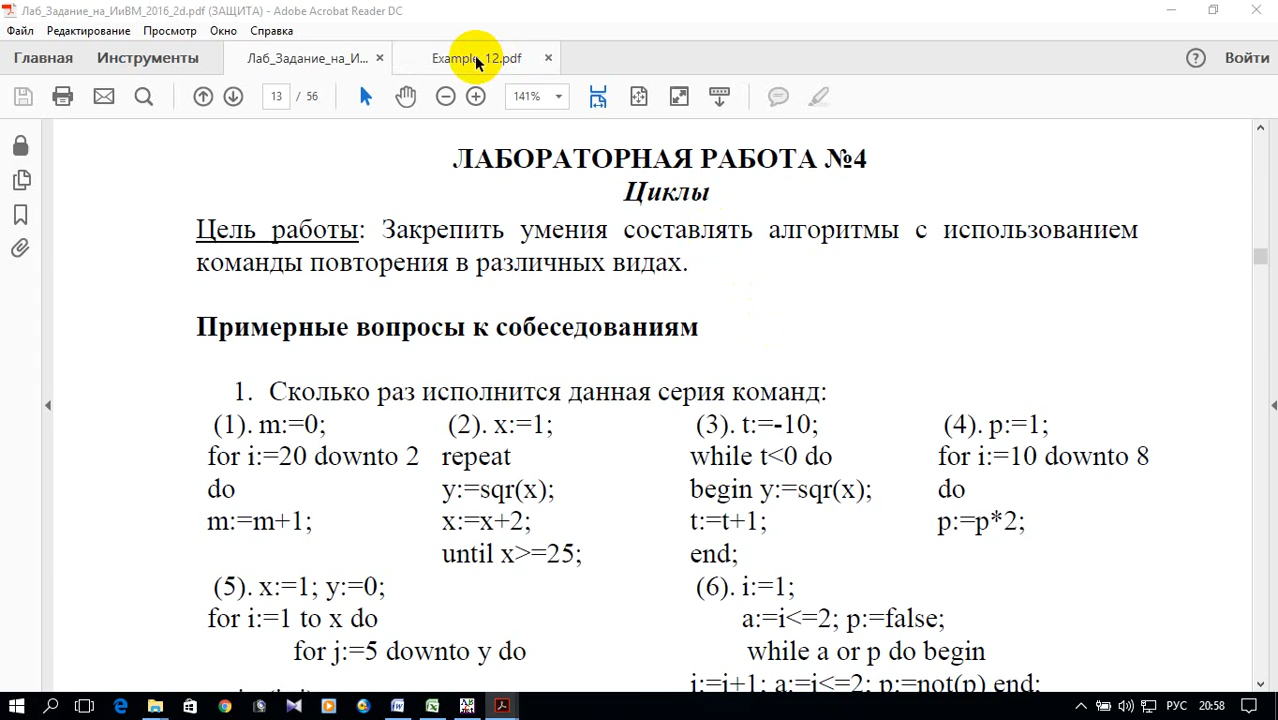 Лаб_Задание_на_ИиВМ_2016_2d.pdf (ЗАЩИТА) - Adobe Acrobat Reader DC
Файл Редактирование Просмотр Окно Справка
Главная Инструменты Лаб_Задание_на_И... Example_12.pdf Войти
13 / 56 141%
ЛАБОРАТОРНАЯ РАБОТА №4
Циклы
Цель работы: Закрепить умения составлять алгоритмы с использованием
команды повторения в различных видах.
Примерные вопросы к собеседованиям
1. Сколько раз исполнится данная серия команд:
(1). m:=0; (2). x:=1; (3). t:=-10; (4). p:=1;
for i:=20 downto 2 repeat while t<0 do for i:=10 downto 8
do y:=sqr(x); begin y:=sqr(x); do
m:=m+1; x:=x+2; t:=t+1; p:=p*2;
until x>=25; end;
(5). x:=1; y:=0; (6). i:=1;
for i:=1 to x do a:=i<=2; p:=false;
for j:=5 downto y do while a or p do begin
i:=i+1; a:=i<=2; p:=not(p) end;
РУС 20:58